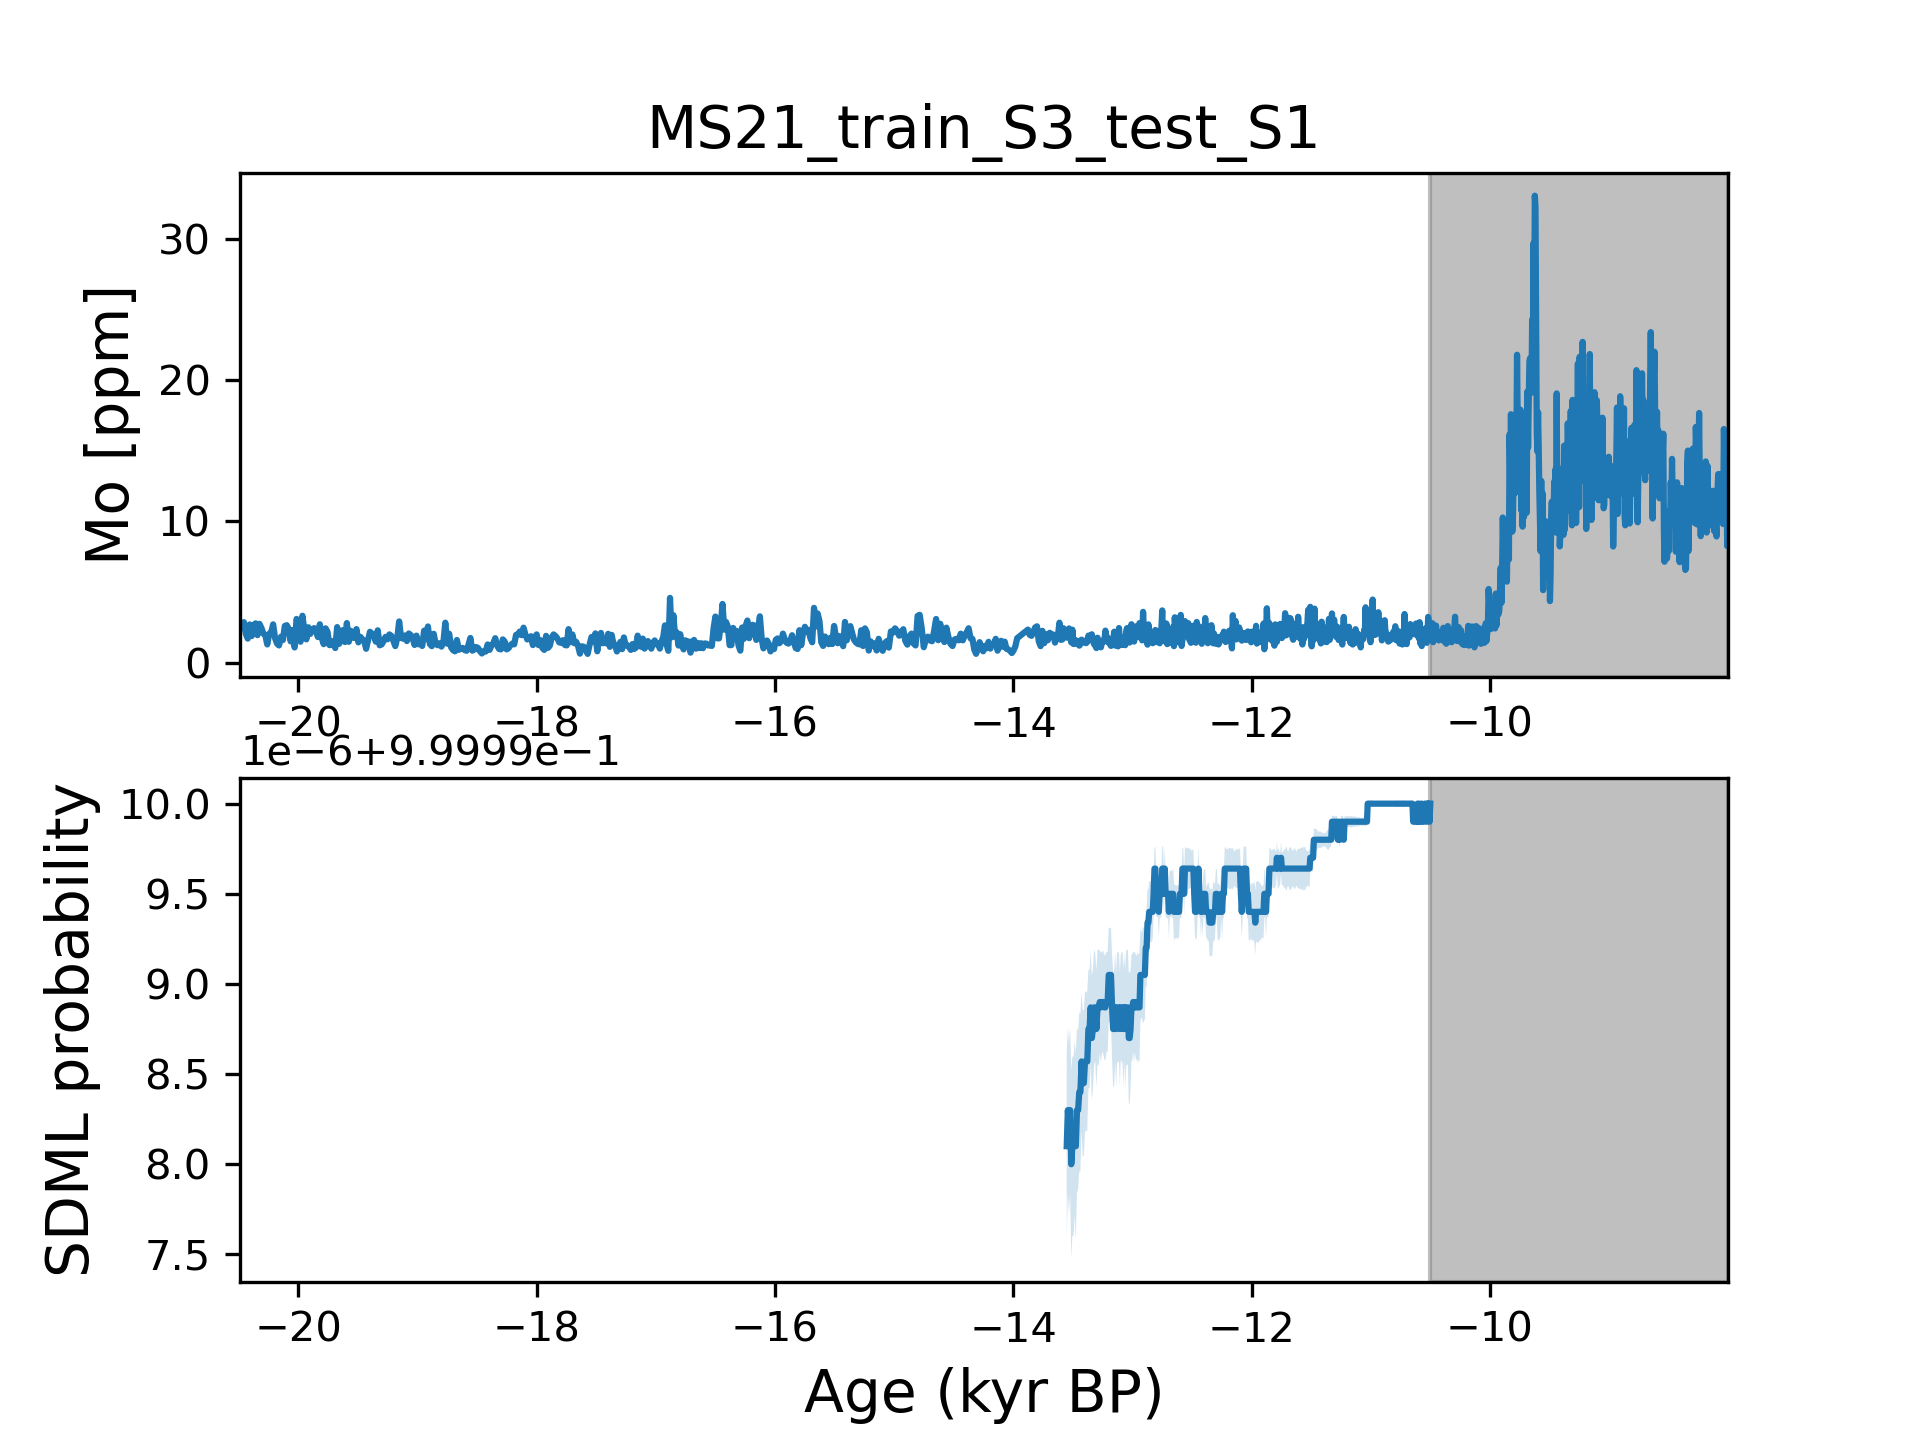 MS21_train_S3_test_S1
Mo [ppm]
30
20
10
0
−20 −18 −16 −14 −12 −10
1e−6+9.9999e−1
SDML probability
10.0
9.5
9.0
8.5
8.0
7.5
−20 −18 −16 −14 −12 −10
Age (kyr BP)